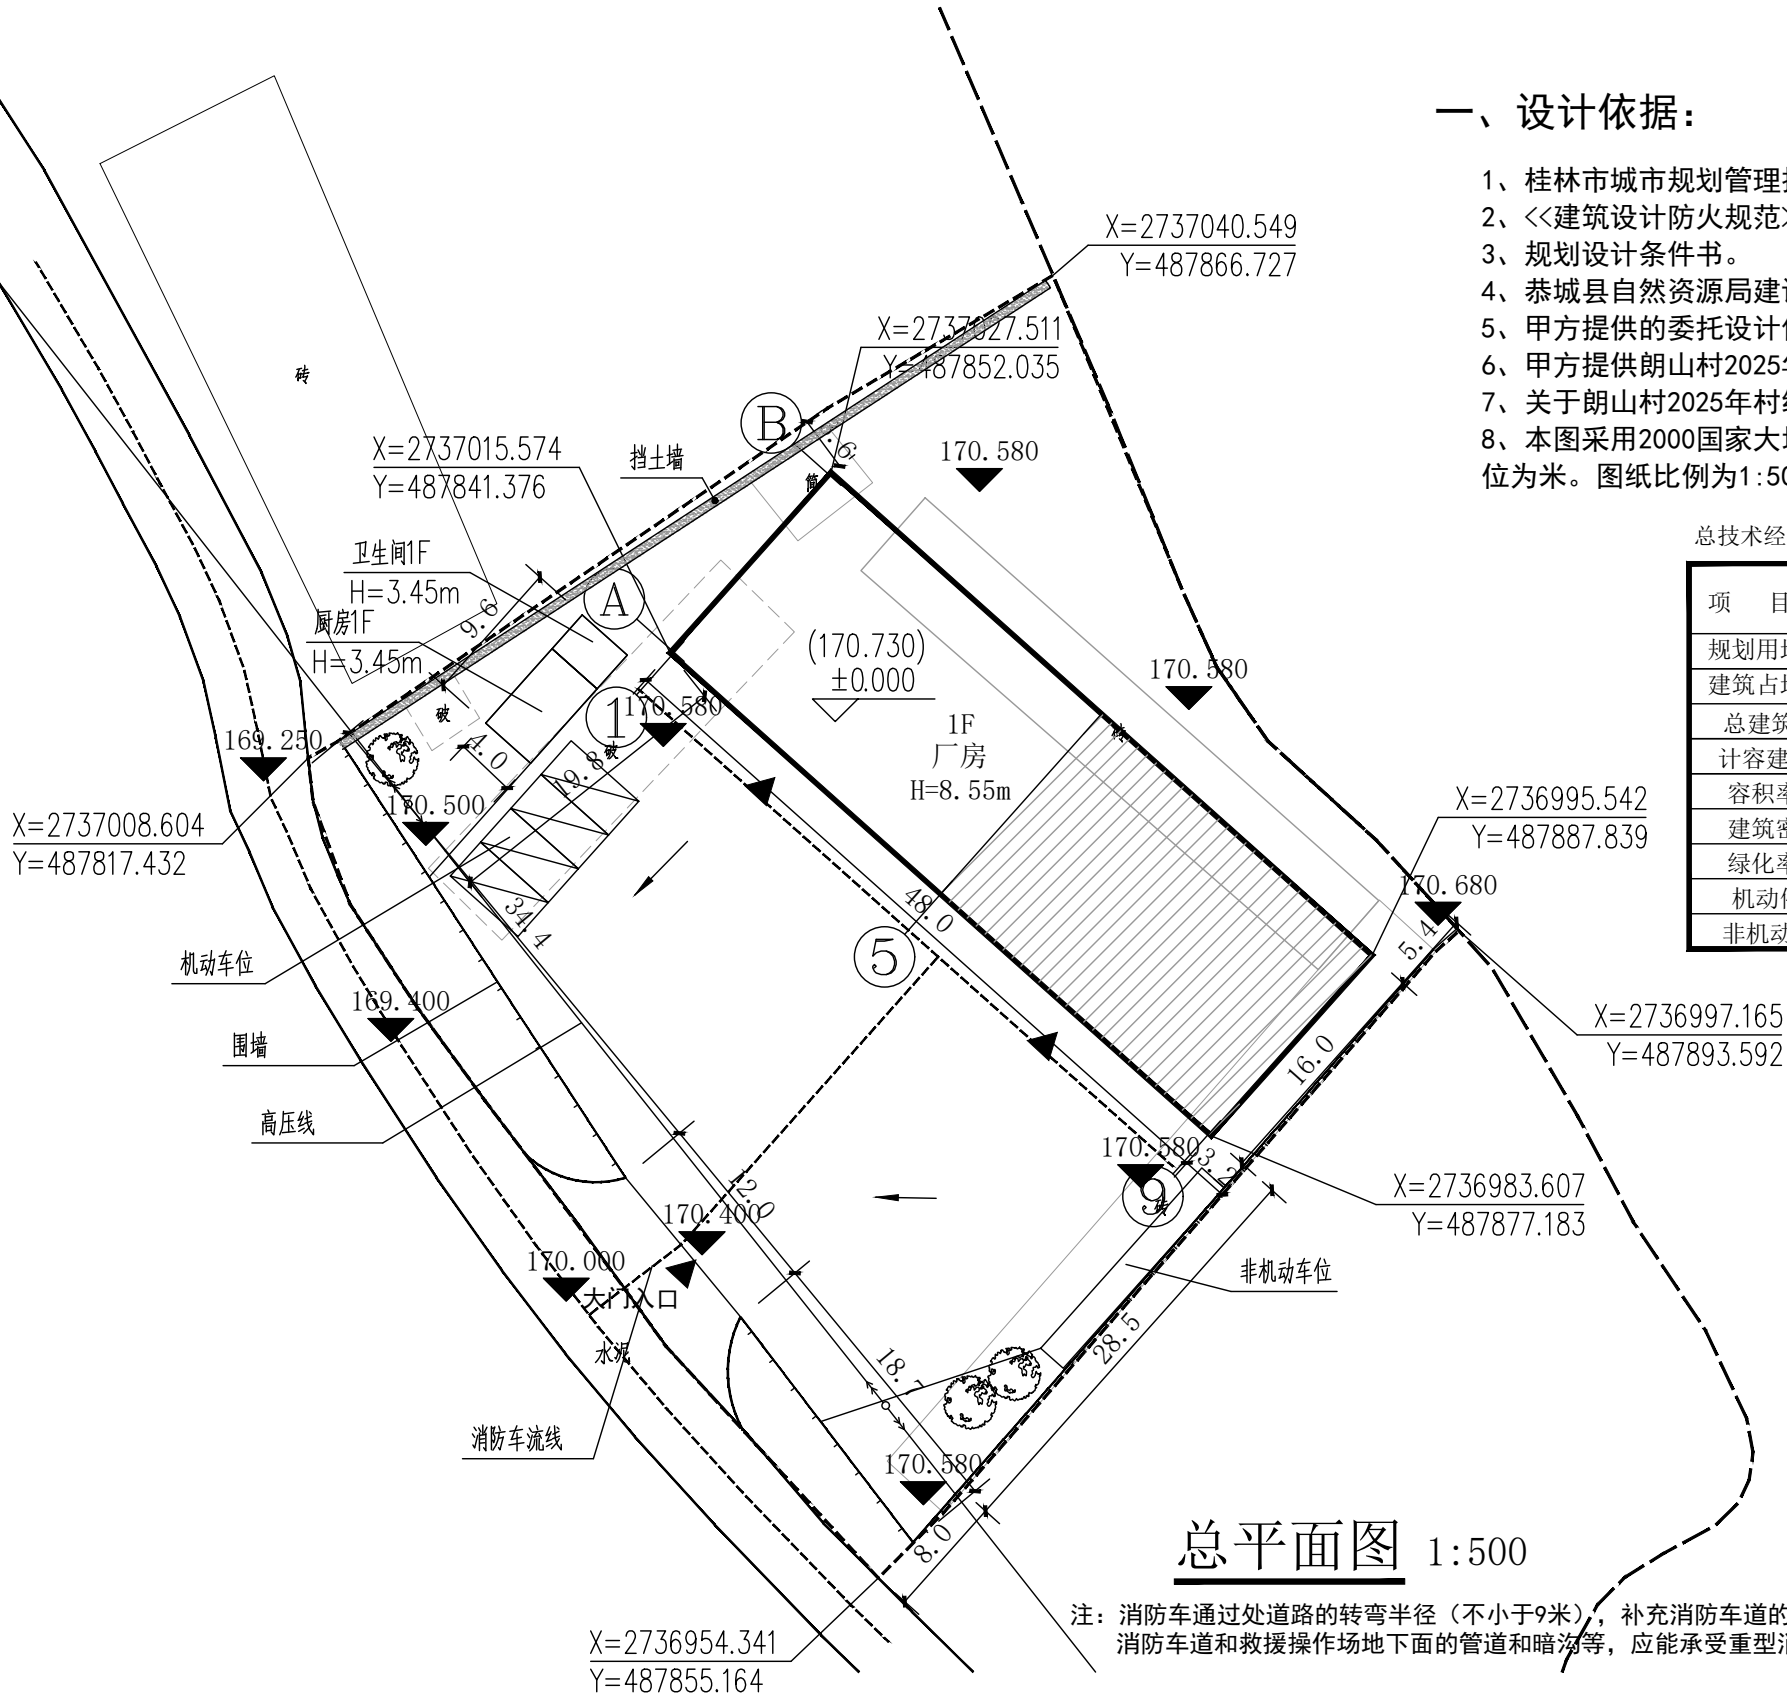 一、设计依据：
1、桂林市城市规划管理
2、<<建筑设计防火规范
3、规划设计条件书。
4、恭城县自然资源局建
5、甲方提供的委托设计
6、甲方提供朗山村2025
7、关于朗山村2025年村
8、本图采用2000国家大
位为米。图纸比例为1:50
总技术经
项 目
规划用
建筑占
总建筑
计容建
容积率
建筑密
绿化率
机动
非机动
X=2737040.549
Y=487866.727
X=2737027.511
Y=487852.035
X=2737015.574
Y=487841.376
挡土墙
B
170.580
砖
简
卫生间1F
H=3.45m
厨房1F
H=3.45m
9.6
A
(170.730)
±0.000
170.580
1F
厂房
H=8.55m
砖
1
170.580
破
破
4.0
19.8
169.250
170.500
X=2737008.604
Y=487817.432
X=2736995.542
Y=487887.839
170.680
5.4
34.4
48.0
5
机动车位
169.400
围墙
高压线
X=2736997.165
Y=487893.592
16.0
170.580
3.2
9
砖
X=2736983.607
Y=487877.183
12.0
170.400
170.000
大门入口
水泥
非机动车位
28.5
18.7
消防车流线
170.580
8.0
总平面图 1:500
注：消防车通过处道路的转弯半径（不小于9米），补充消防车道的
消防车道和救援操作场地下面的管道和暗沟等，应能承受重型
X=2736954.341
Y=487855.164